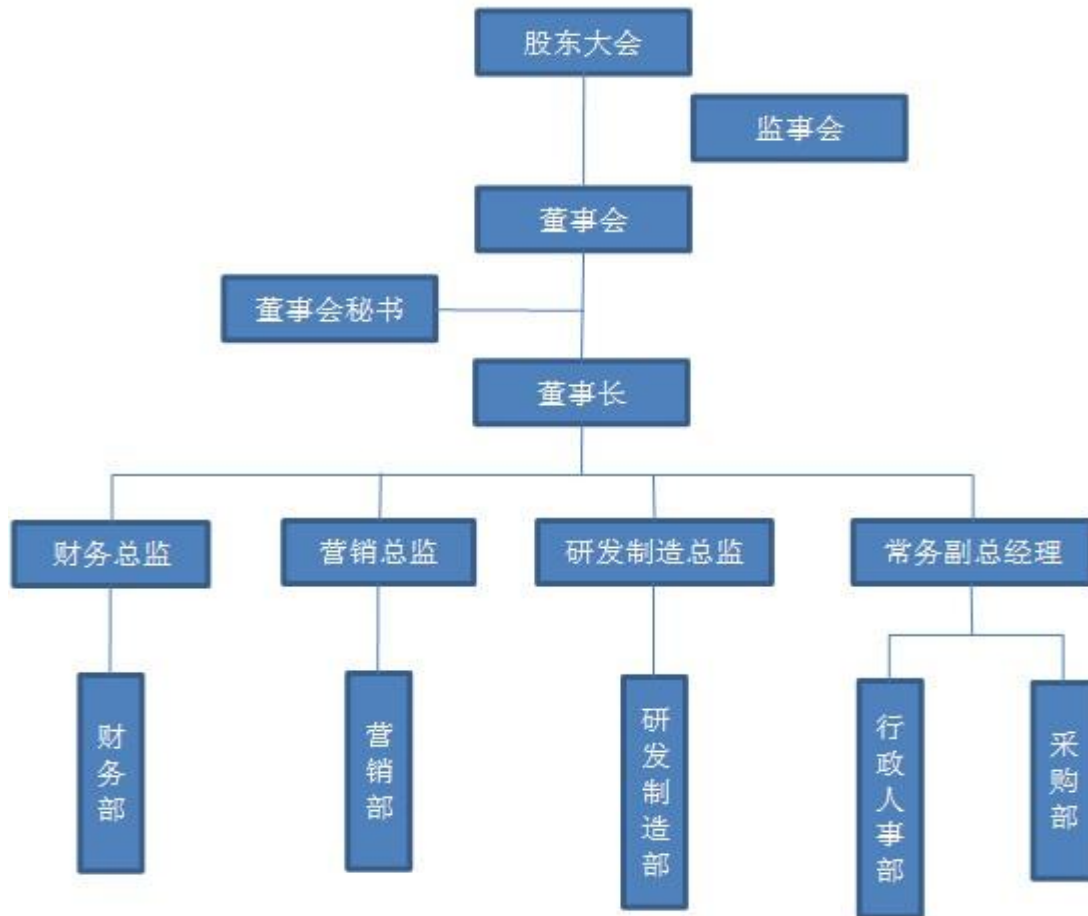 股东大会
监事会
董事会
董事会秘书
董事长
财务总监
营销总监
研发制造总监
常务副总经理
财务部
营销部
研发制造部
行政人事部
采购部